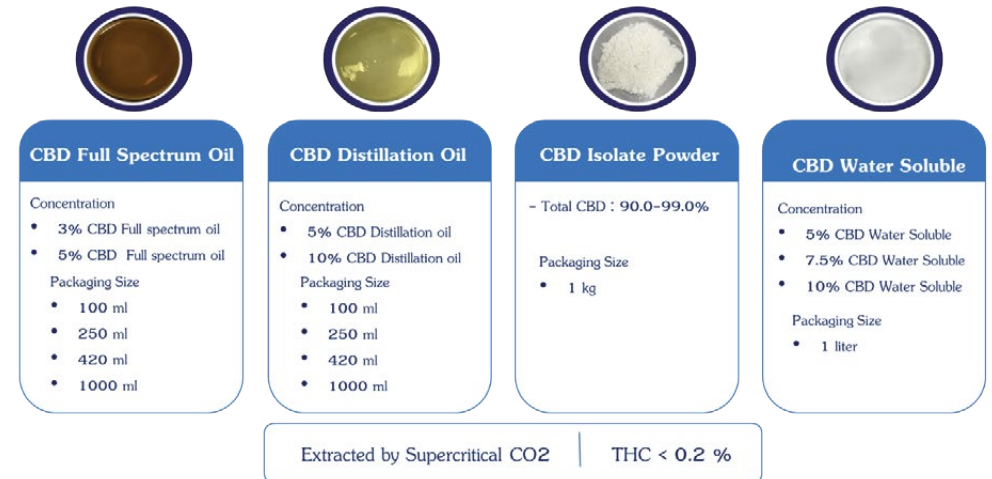 CBD Full Spectrum Oil
Concentration
• 3% CBD Full spectrum oil
• 5% CBD Full spectrum oil
Packaging Size
• 100 ml
• 250 ml
• 420 ml
• 1000 ml
CBD Distillation Oil
Concentration
• 5% CBD Distillation oil
• 10% CBD Distillation oil
Packaging Size
• 100 ml
• 250 ml
• 420 ml
• 1000 ml
CBD Isolate Powder
- Total CBD : 90.0-99.0%
Packaging Size
• 1 kg
CBD Water Soluble
Concentration
• 5% CBD Water Soluble
• 7.5% CBD Water Soluble
• 10% CBD Water Soluble
Packaging Size
• 1 liter
Extracted by Supercritical CO2 | THC < 0.2 %